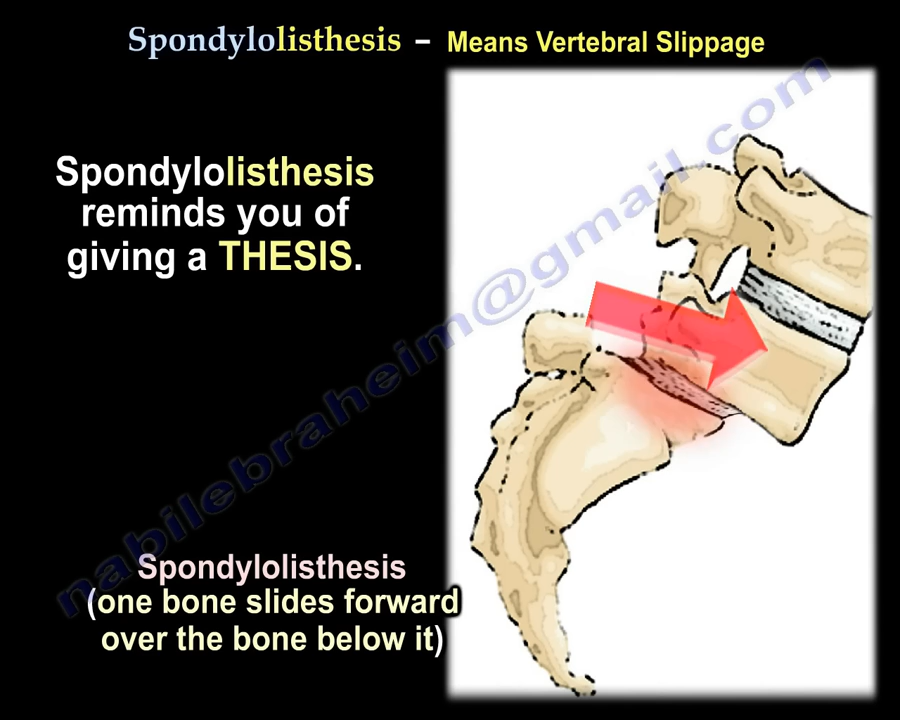 Spondylolisthesis – Means Vertebral Slippage
Spondylolisthesis
reminds you of
giving a THESIS.
nabilebraheim@gmail.com
Spondylolisthesis
(one bone slides forward
over the bone below it)